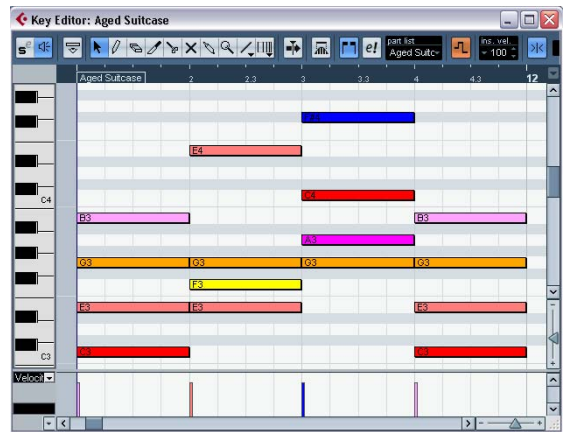 Key Editor: Aged Suitcase
part list
ins. vel.
S
e!
Aged Suitc
100
Aged Suitcase 2 2.3 3 3.3 4 4.3 12
E4
C4
C4
B3 B3
A3
G3 G3 G3 G3
F3
E3 E3 E3
C3 C3 C3
Velocit